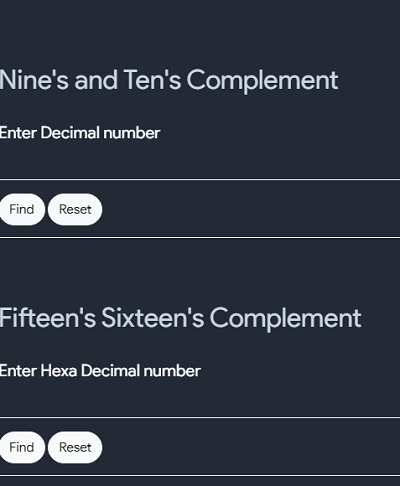 Nine's and Ten's Complement
Enter Decimal number
Find Reset
Fifteen's Sixteen's Complement
Enter Hexa Decimal number
Find Reset